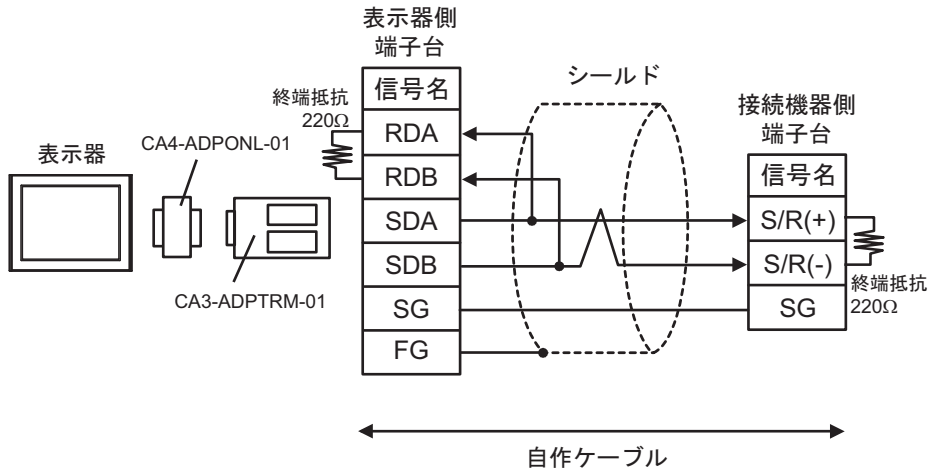 表示器側
端子台
信号名
RDA
RDB
SDA
SDB
SG
FG
終端抵抗
220Ω
表示器
CA4-ADPONL-01
CA3-ADPTRM-01
シールド
接続機器側
端子台
信号名
S/R(+)
S/R(-)
SG
終端抵抗
220Ω
自作ケーブル